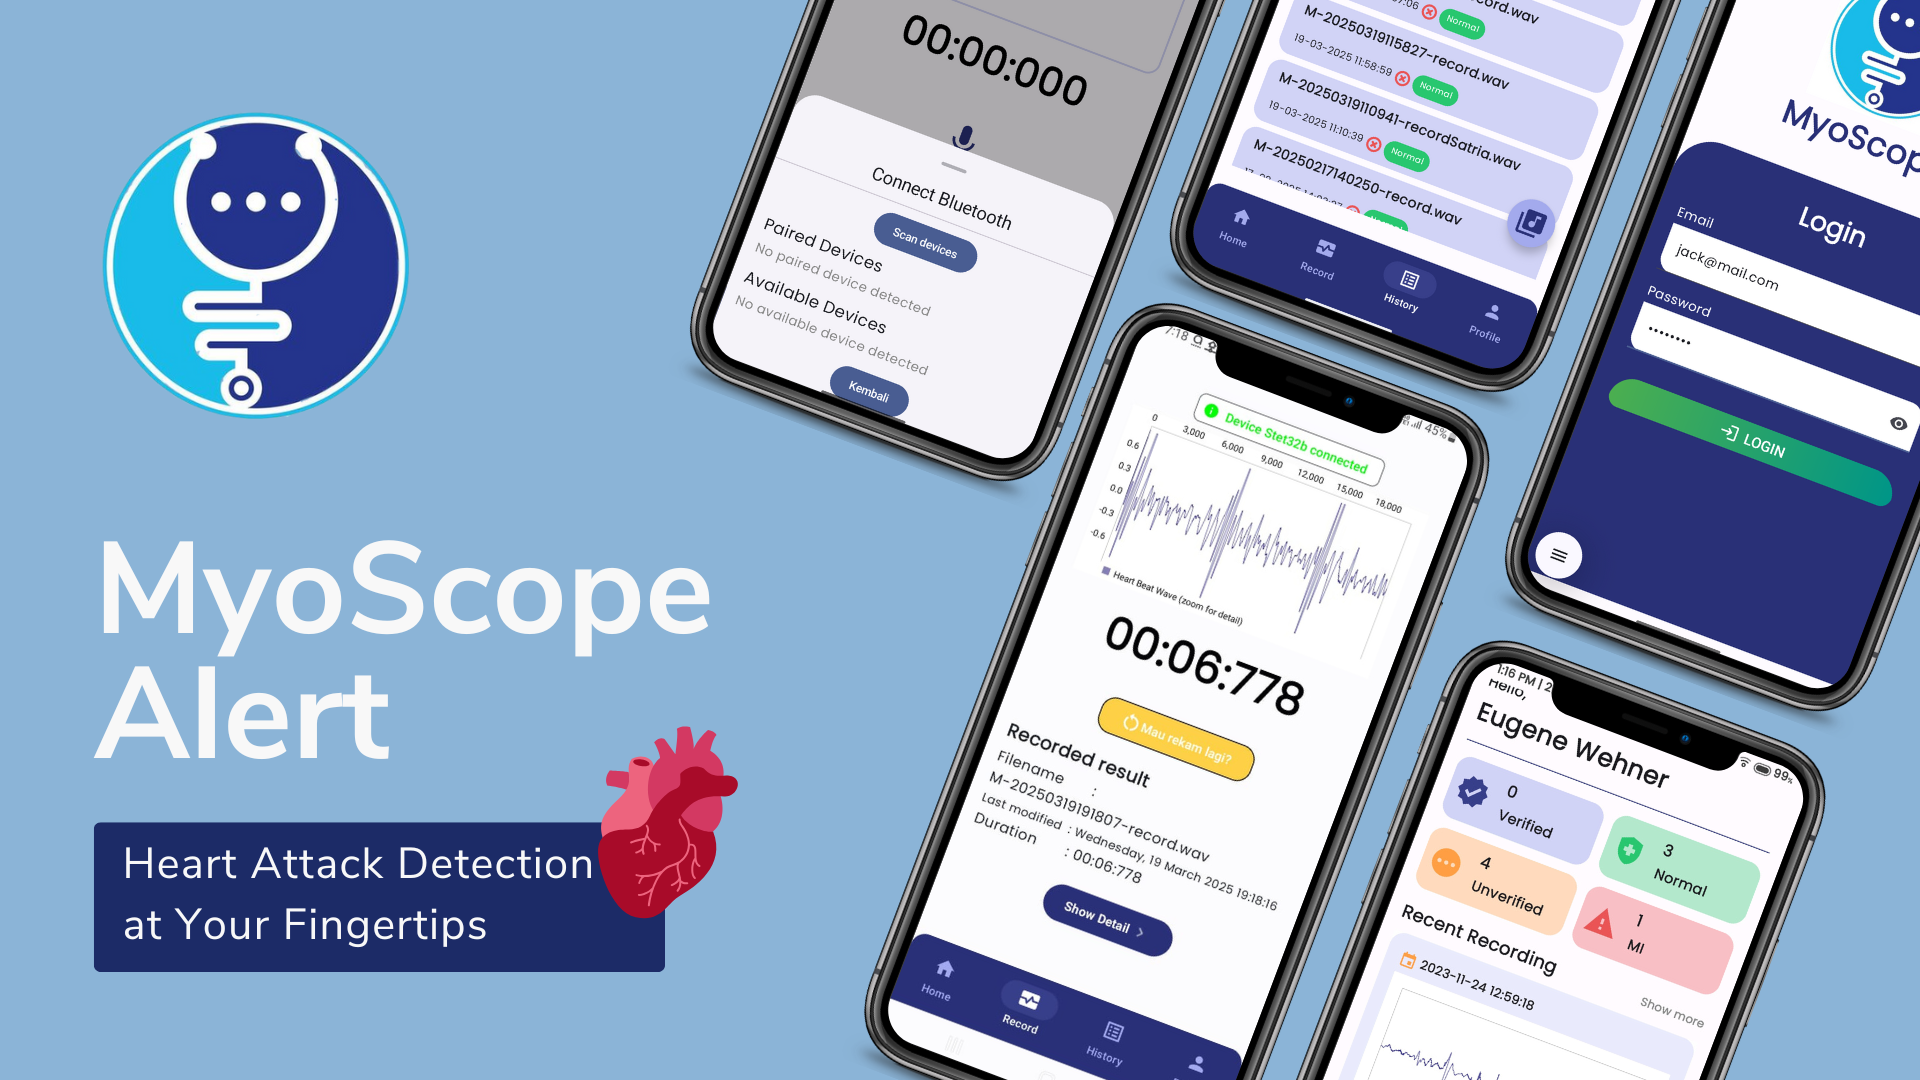 MyoScope
Alert
Heart Attack Detection
at Your Fingertips
00:00:000
Connect Bluetooth
Scan devices
Paired Devices
No paired device detected
Available Devices
No available device detected
Kembali
Normal
M-20250319115827-record.wav
19-03-2025 11:58:59
Normal
M-20250319110941-recordSatria.wav
19-03-2025 11:10:39
Normal
M-20250217140250-record.wav
Home
Record
History
Profile
Login
Email
jack@mail.com
Password
LOGIN
7:18
45%
Device Stet32b connected
0
3,000
6,000
9,000
12,000
15,000
18,000
0.6
0.3
0.0
-0.3
-0.6
Heart Beat Wave (zoom for detail)
00:06:778
Mau rekam lagi?
Recorded result
Filename :
M-20250319191807-record.wav
Last modified : Wednesday, 19 March 2025 19:18:16
Duration : 00:06:778
Show Detail
Home
Record
History
1:16 PM | 2
99%
Hello,
Eugene Wehner
0
Verified
3
Normal
4
Unverified
1
MI
Recent Recording
Show more
2023-11-24 12:59:18